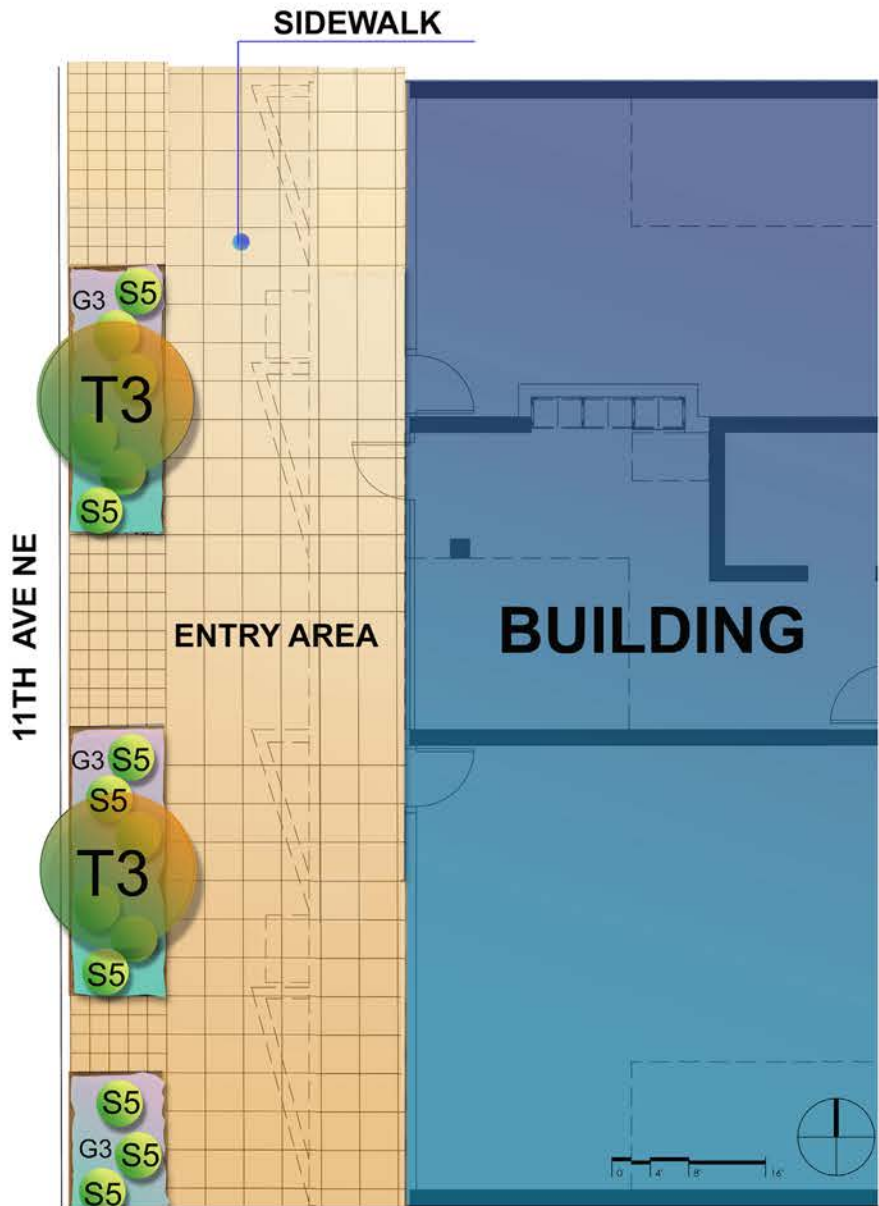 SIDEWALK
G3 S5
T3
S5
11TH AVE NE
ENTRY AREA
BUILDING
G3 S5
S5
T3
S5
S5
G3 S5
S5
0 4' 8' 16'